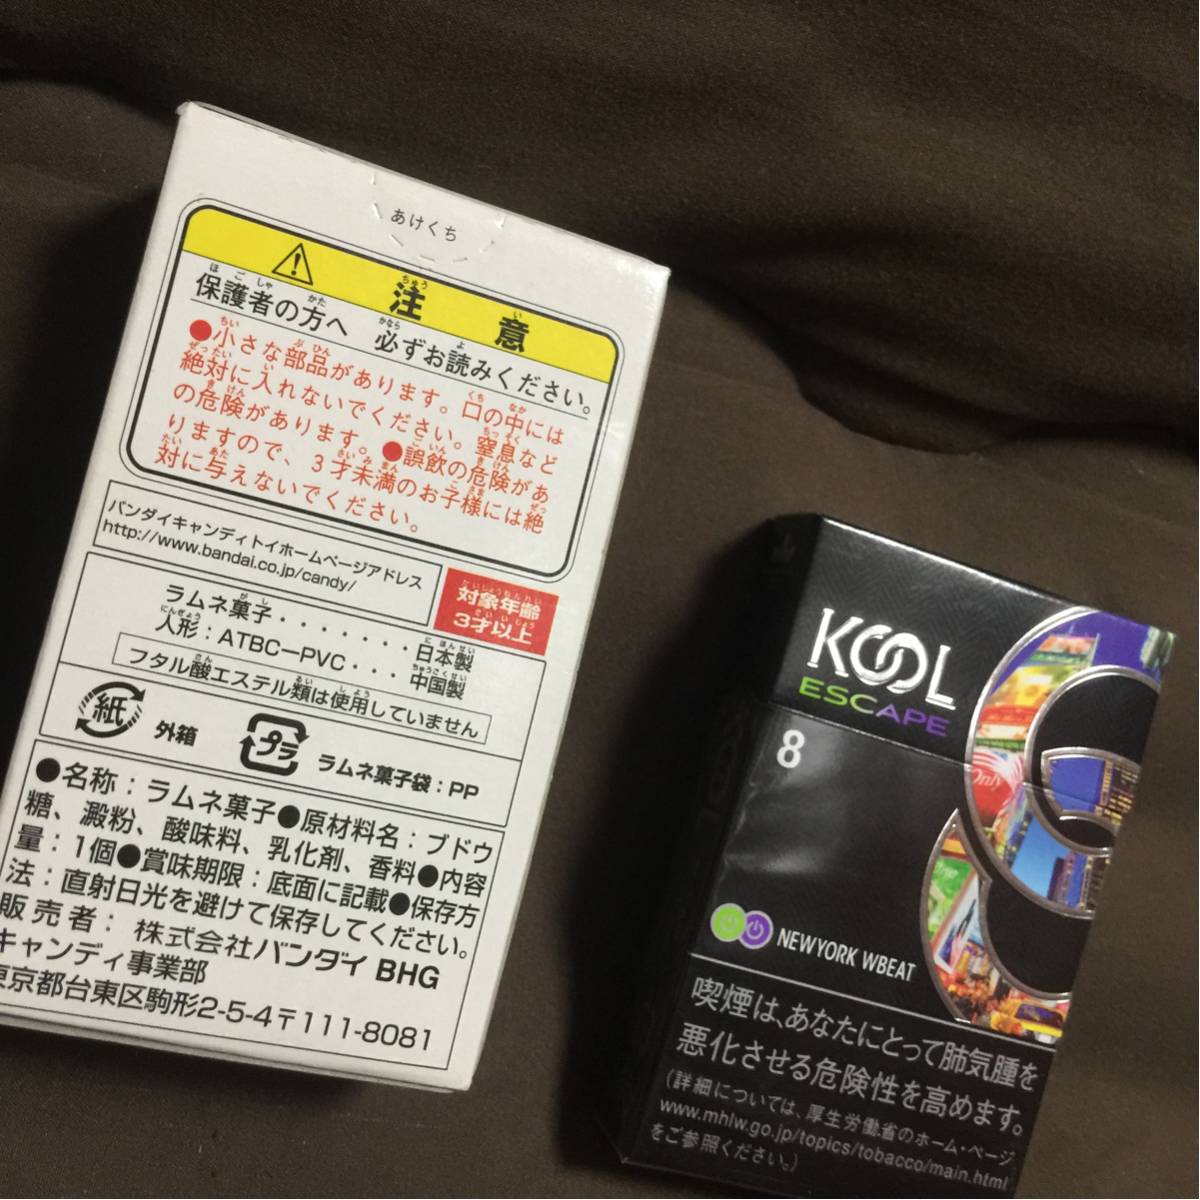 あけくち
注意
保護者の方へ 必ずお読みください。
●小さな部品があります。口の中には
絶対に入れないでください。窒息など
の危険があります。●誤飲の危険があ
りますので、3才未満のお子様には絶
対に与えないでください。
バンダイキャンディトイホームページアドレス
http://www.bandai.co.jp/candy/
対象年齢
3才以上
ラムネ菓子・・・・・・・日本製
人形：ATBC−PVC・・・中国製
フタル酸エステル類は使用していません
紙 外箱 プラ ラムネ菓子袋：PP
●名称：ラムネ菓子●原材料名：ブドウ
糖、澱粉、酸味料、乳化剤、香料●内容
量：1個●賞味期限：底面に記載●保存方
法：直射日光を避けて保存してください。
販売者：株式会社バンダイ BHG
キャンディ事業部
東京都台東区駒形2-5-4〒111-8081
KOOL
ESCAPE
8
Only
NEWYORK WBEAT
喫煙は、あなたにとって肺気腫を
悪化させる危険性を高めます。
(詳細については、厚生労働省のホーム・ページ
www.mhlw.go.jp/topics/tobacco/main.html
をご参照ください。)